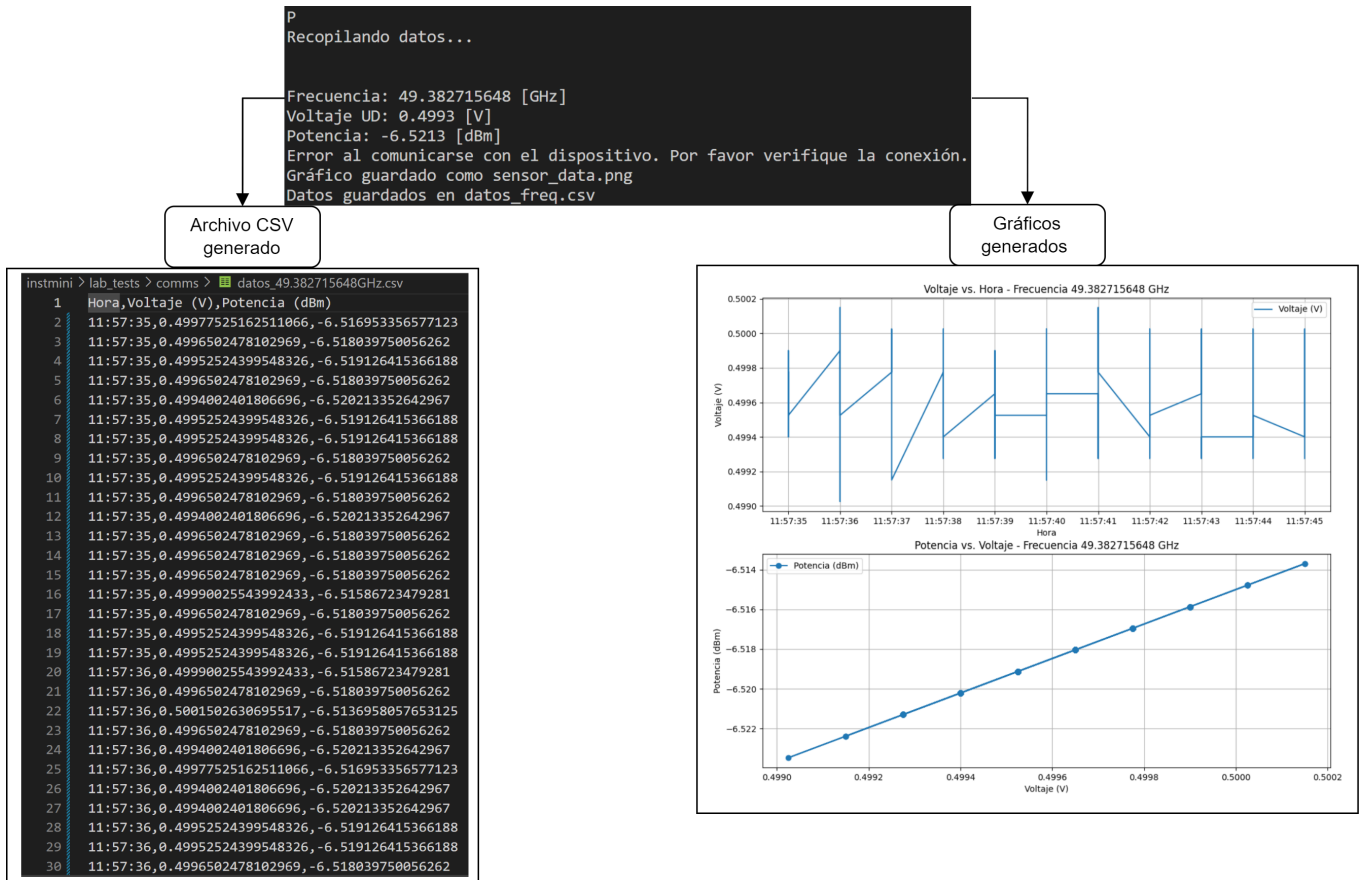 P
Recopilando datos...
Frecuencia: 49.382715648 [GHz]
Voltaje UD: 0.4993 [V]
Potencia: -6.5213 [dBm]
Error al comunicarse con el dispositivo. Por favor verifique la conexión.
Gráfico guardado como sensor_data.png
Datos guardados en datos_freq.csv
Archivo CSV
generado
Gráficos
generados
instmini > lab_tests > comms > datos_49.382715648GHz.csv
1 Hora,Voltaje (V),Potencia (dBm)
2 11:57:35,0.49977525162511066,-6.516953356577123
3 11:57:35,0.4996502478102969,-6.518039750056262
4 11:57:35,0.49952524399548326,-6.519126415366188
5 11:57:35,0.4996502478102969,-6.518039750056262
6 11:57:35,0.4994002401806696,-6.520213352642967
7 11:57:35,0.49952524399548326,-6.519126415366188
8 11:57:35,0.49952524399548326,-6.519126415366188
9 11:57:35,0.4996502478102969,-6.518039750056262
10 11:57:35,0.49952524399548326,-6.519126415366188
11 11:57:35,0.4996502478102969,-6.518039750056262
12 11:57:35,0.4994002401806696,-6.520213352642967
13 11:57:35,0.4996502478102969,-6.518039750056262
14 11:57:35,0.4996502478102969,-6.518039750056262
15 11:57:35,0.4996502478102969,-6.518039750056262
16 11:57:35,0.49990025543992433,-6.51586723479281
17 11:57:35,0.4996502478102969,-6.518039750056262
18 11:57:35,0.49952524399548326,-6.519126415366188
19 11:57:35,0.49952524399548326,-6.519126415366188
20 11:57:36,0.49990025543992433,-6.51586723479281
21 11:57:36,0.4996502478102969,-6.518039750056262
22 11:57:36,0.5001502630695517,-6.5136958057653125
23 11:57:36,0.4996502478102969,-6.518039750056262
24 11:57:36,0.4994002401806696,-6.520213352642967
25 11:57:36,0.49977525162511066,-6.516953356577123
26 11:57:36,0.4994002401806696,-6.520213352642967
27 11:57:36,0.4994002401806696,-6.520213352642967
28 11:57:36,0.49952524399548326,-6.519126415366188
29 11:57:36,0.49952524399548326,-6.519126415366188
30 11:57:36,0.4996502478102969,-6.518039750056262
Voltaje vs. Hora - Frecuencia 49.382715648 GHz
Voltaje (V)
0.5002
0.5000
0.4998
0.4996
0.4994
0.4992
0.4990
Voltaje (V)
11:57:35 11:57:36 11:57:37 11:57:38 11:57:39 11:57:40 11:57:41 11:57:42 11:57:43 11:57:44 11:57:45
Hora
Potencia vs. Voltaje - Frecuencia 49.382715648 GHz
Potencia (dBm)
−6.514
−6.516
−6.518
−6.520
−6.522
Potencia (dBm)
0.4990 0.4992 0.4994 0.4996 0.4998 0.5000 0.5002
Voltaje (V)